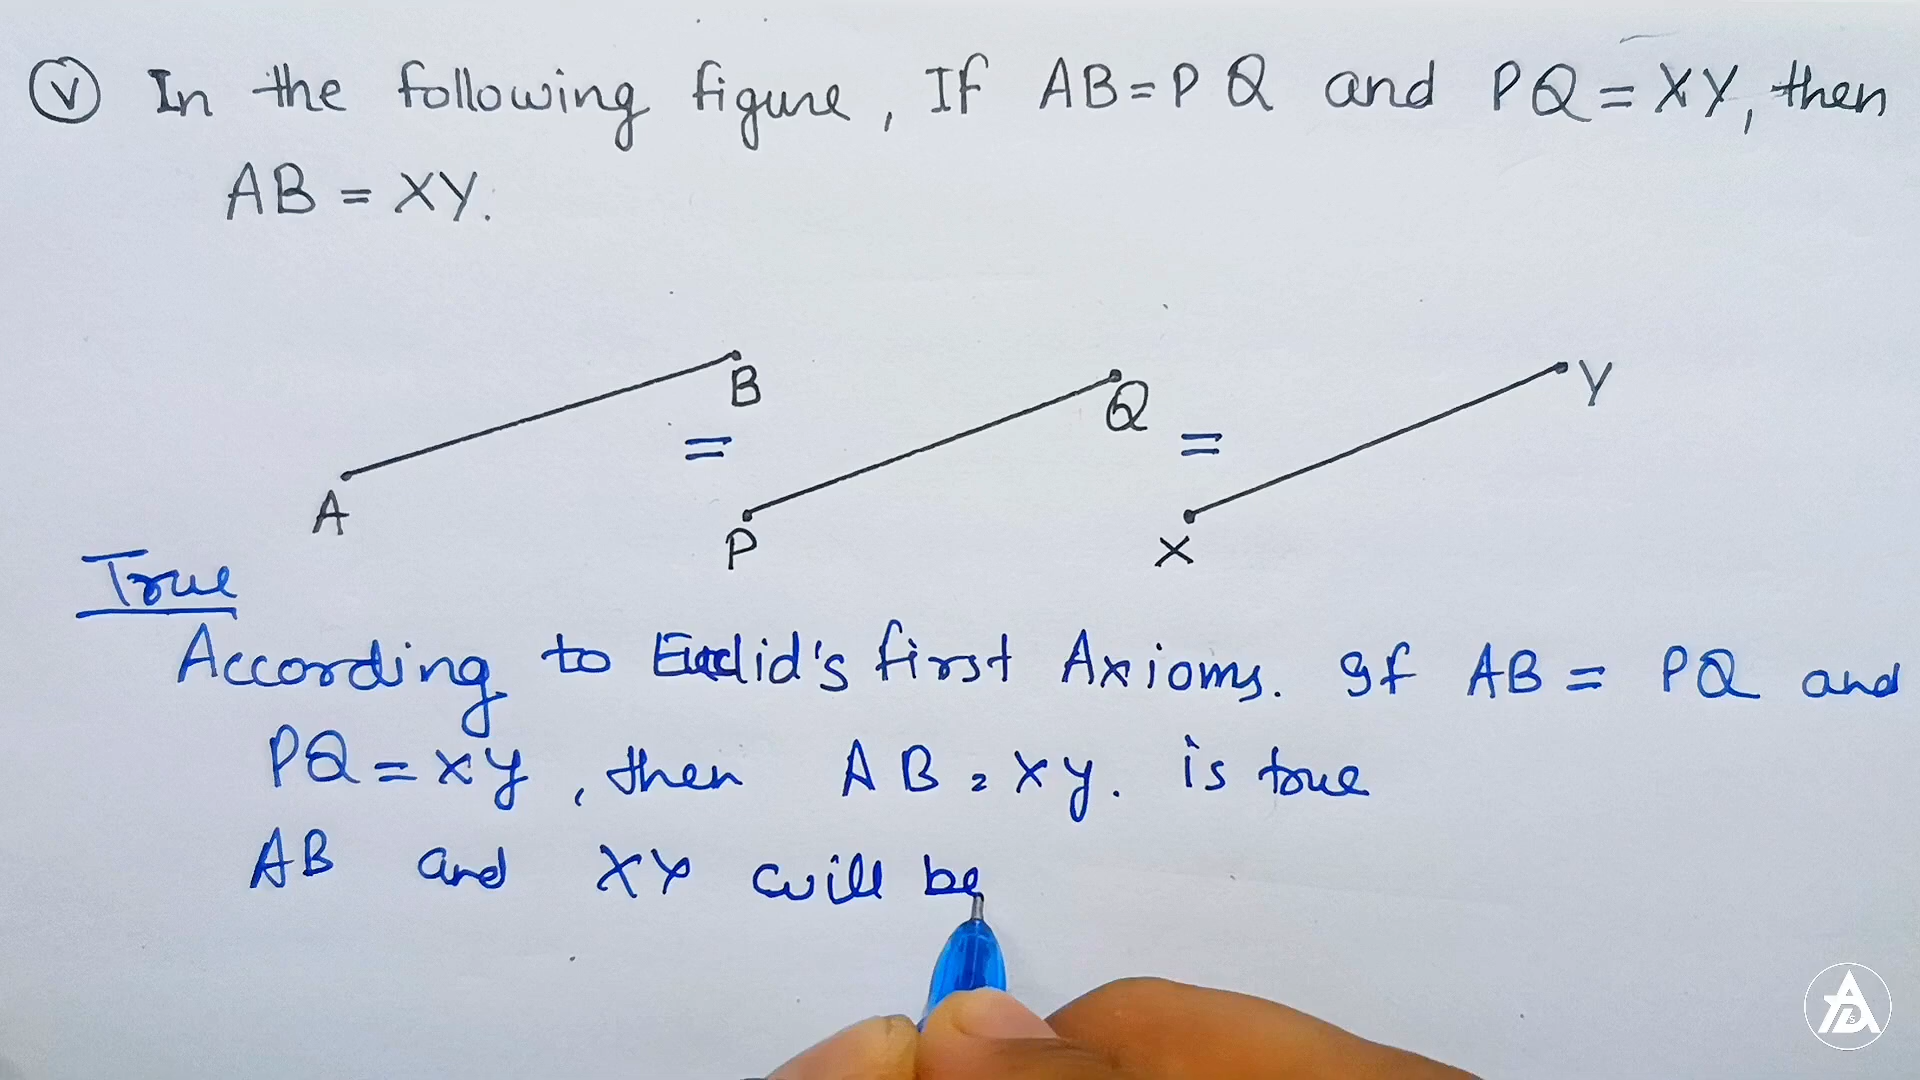 (v) In the following figure, If AB = PQ and PQ = XY, then
AB = XY.
B
Y
Q
=
=
A
P
X
True
According to Euclid's first Axioms. If AB = PQ and
PQ = XY, then AB = XY. is true
AB and XY will be